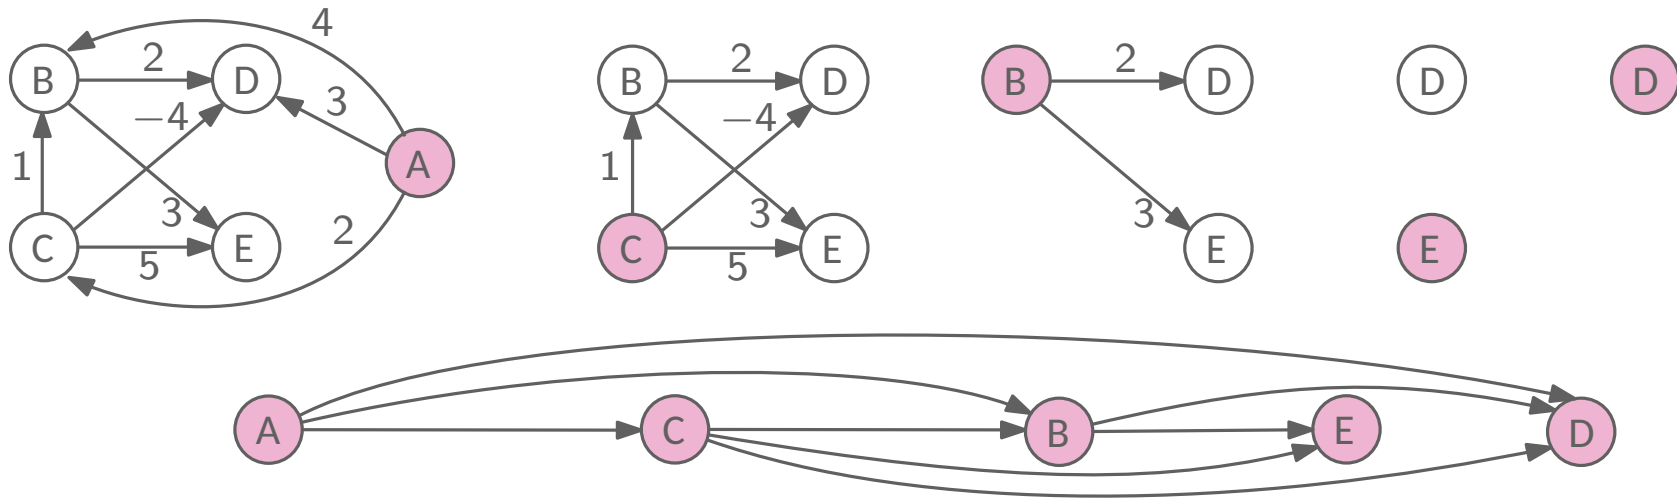 4
B 2 D B 2 D B 2 D D D
−4 3 −4
A
1 1
3 3 3
2
C E C E E E
5 5
A C B E D